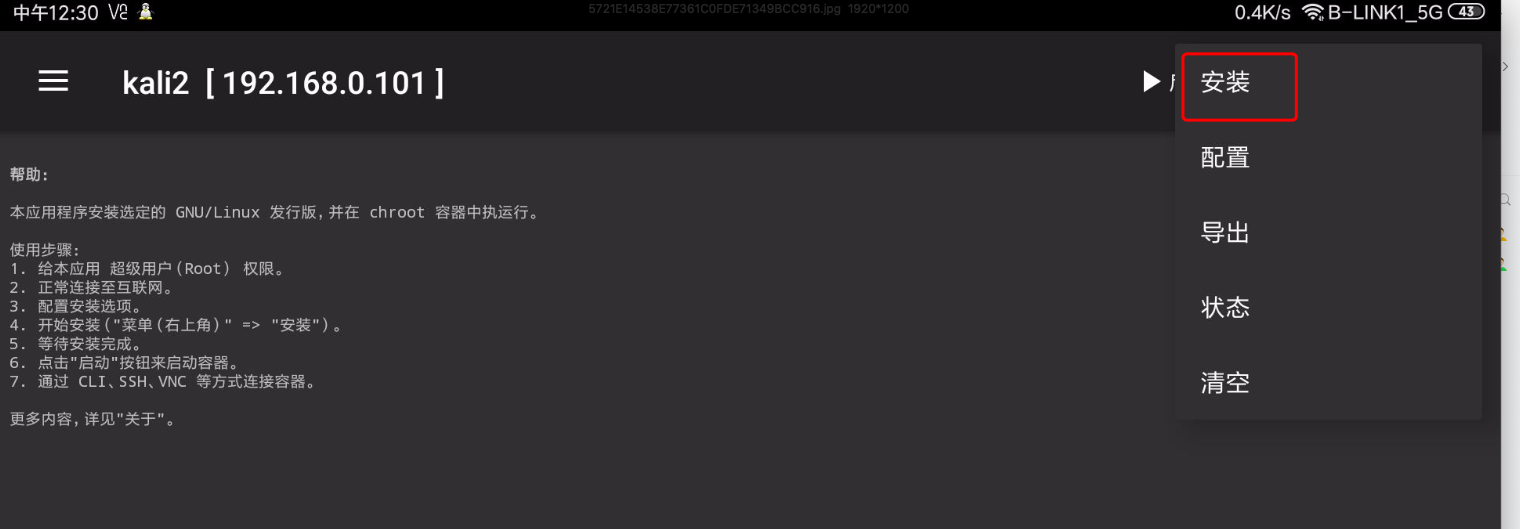 中午12:30
5721E14538E77361C0FDE71349BCC916.jpg 1920*1200
0.4K/s B-LINK1_5G 43
kali2 [ 192.168.0.101 ]
安装
配置
导出
状态
清空
帮助:
本应用程序安装选定的 GNU/Linux 发行版,并在 chroot 容器中执运行。
使用步骤:
1. 给本应用 超级用户(Root) 权限。
2. 正常连接至互联网。
3. 配置安装选项。
4. 开始安装("菜单(右上角)" => "安装")。
5. 等待安装完成。
6. 点击"启动"按钮来启动容器。
7. 通过 CLI、SSH、VNC 等方式连接容器。
更多内容,详见"关于"。